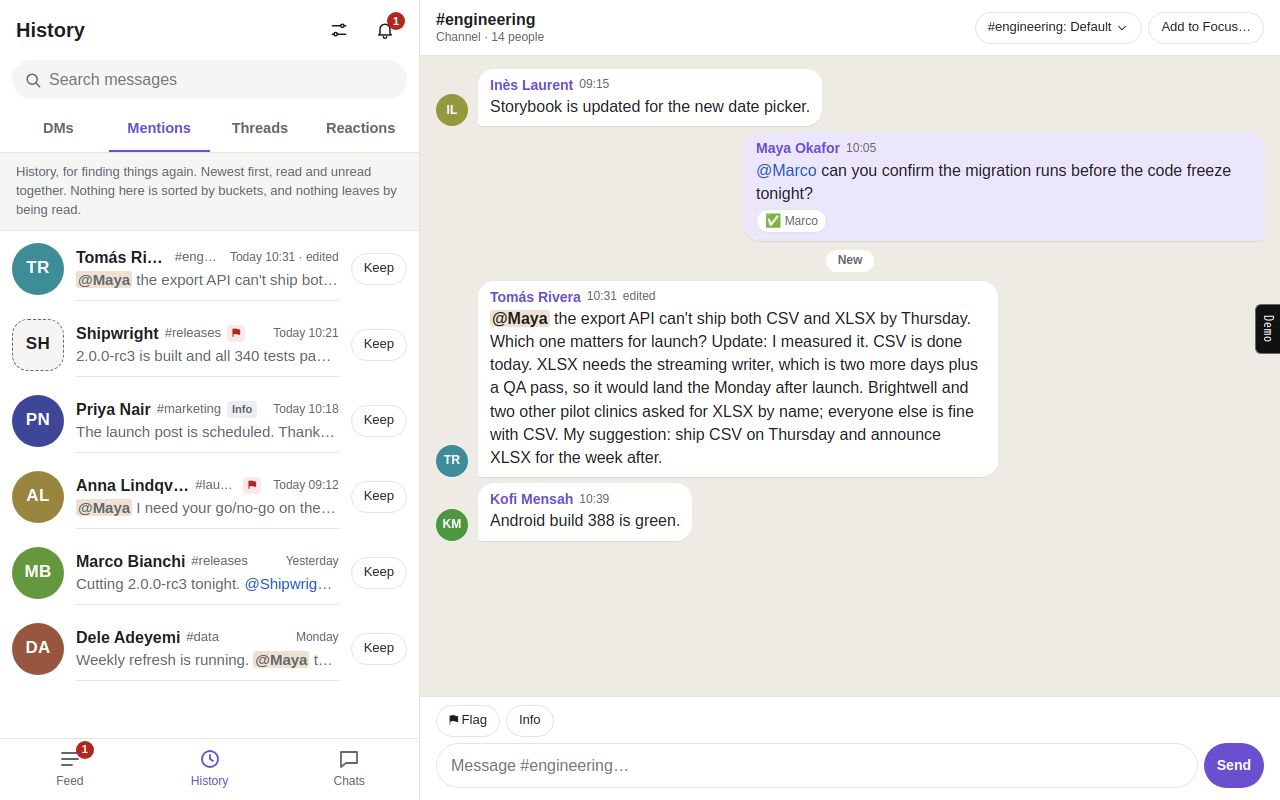 History
1
Search messages
DMs Mentions Threads Reactions
History, for finding things again. Newest first, read and unread
together. Nothing here is sorted by buckets, and nothing leaves by
being read.
TR
Tomás Ri… #eng… Today 10:31 · edited
@Maya the export API can't ship bot…
Keep
SH
Shipwright #releases Today 10:21
2.0.0-rc3 is built and all 340 tests pa…
Keep
PN
Priya Nair #marketing Info Today 10:18
The launch post is scheduled. Thank…
Keep
AL
Anna Lindqv… #lau… Today 09:12
@Maya I need your go/no-go on the…
Keep
MB
Marco Bianchi #releases Yesterday
Cutting 2.0.0-rc3 tonight. @Shipwrig…
Keep
DA
Dele Adeyemi #data Monday
Weekly refresh is running. @Maya t…
Keep
1
Feed History Chats
#engineering
Channel · 14 people
#engineering: Default
Add to Focus…
Inès Laurent 09:15
Storybook is updated for the new date picker.
IL
Maya Okafor 10:05
@Marco can you confirm the migration runs before the code freeze
tonight?
✅ Marco
New
Tomás Rivera 10:31 edited
@Maya the export API can't ship both CSV and XLSX by Thursday.
Which one matters for launch? Update: I measured it. CSV is done
today. XLSX needs the streaming writer, which is two more days plus
a QA pass, so it would land the Monday after launch. Brightwell and
two other pilot clinics asked for XLSX by name; everyone else is fine
with CSV. My suggestion: ship CSV on Thursday and announce
XLSX for the week after.
TR
Kofi Mensah 10:39
Android build 388 is green.
KM
Demo
Flag
Info
Message #engineering…
Send